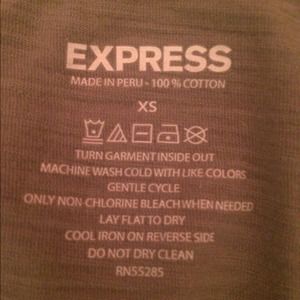 EXPRESS
MADE IN PERU - 100% COTTON
XS
TURN GARMENT INSIDE OUT
MACHINE WASH COLD WITH LIKE COLORS
GENTLE CYCLE
ONLY NON-CHLORINE BLEACH WHEN NEEDED
LAY FLAT TO DRY
COOL IRON ON REVERSE SIDE
DO NOT DRY CLEAN
RN55285